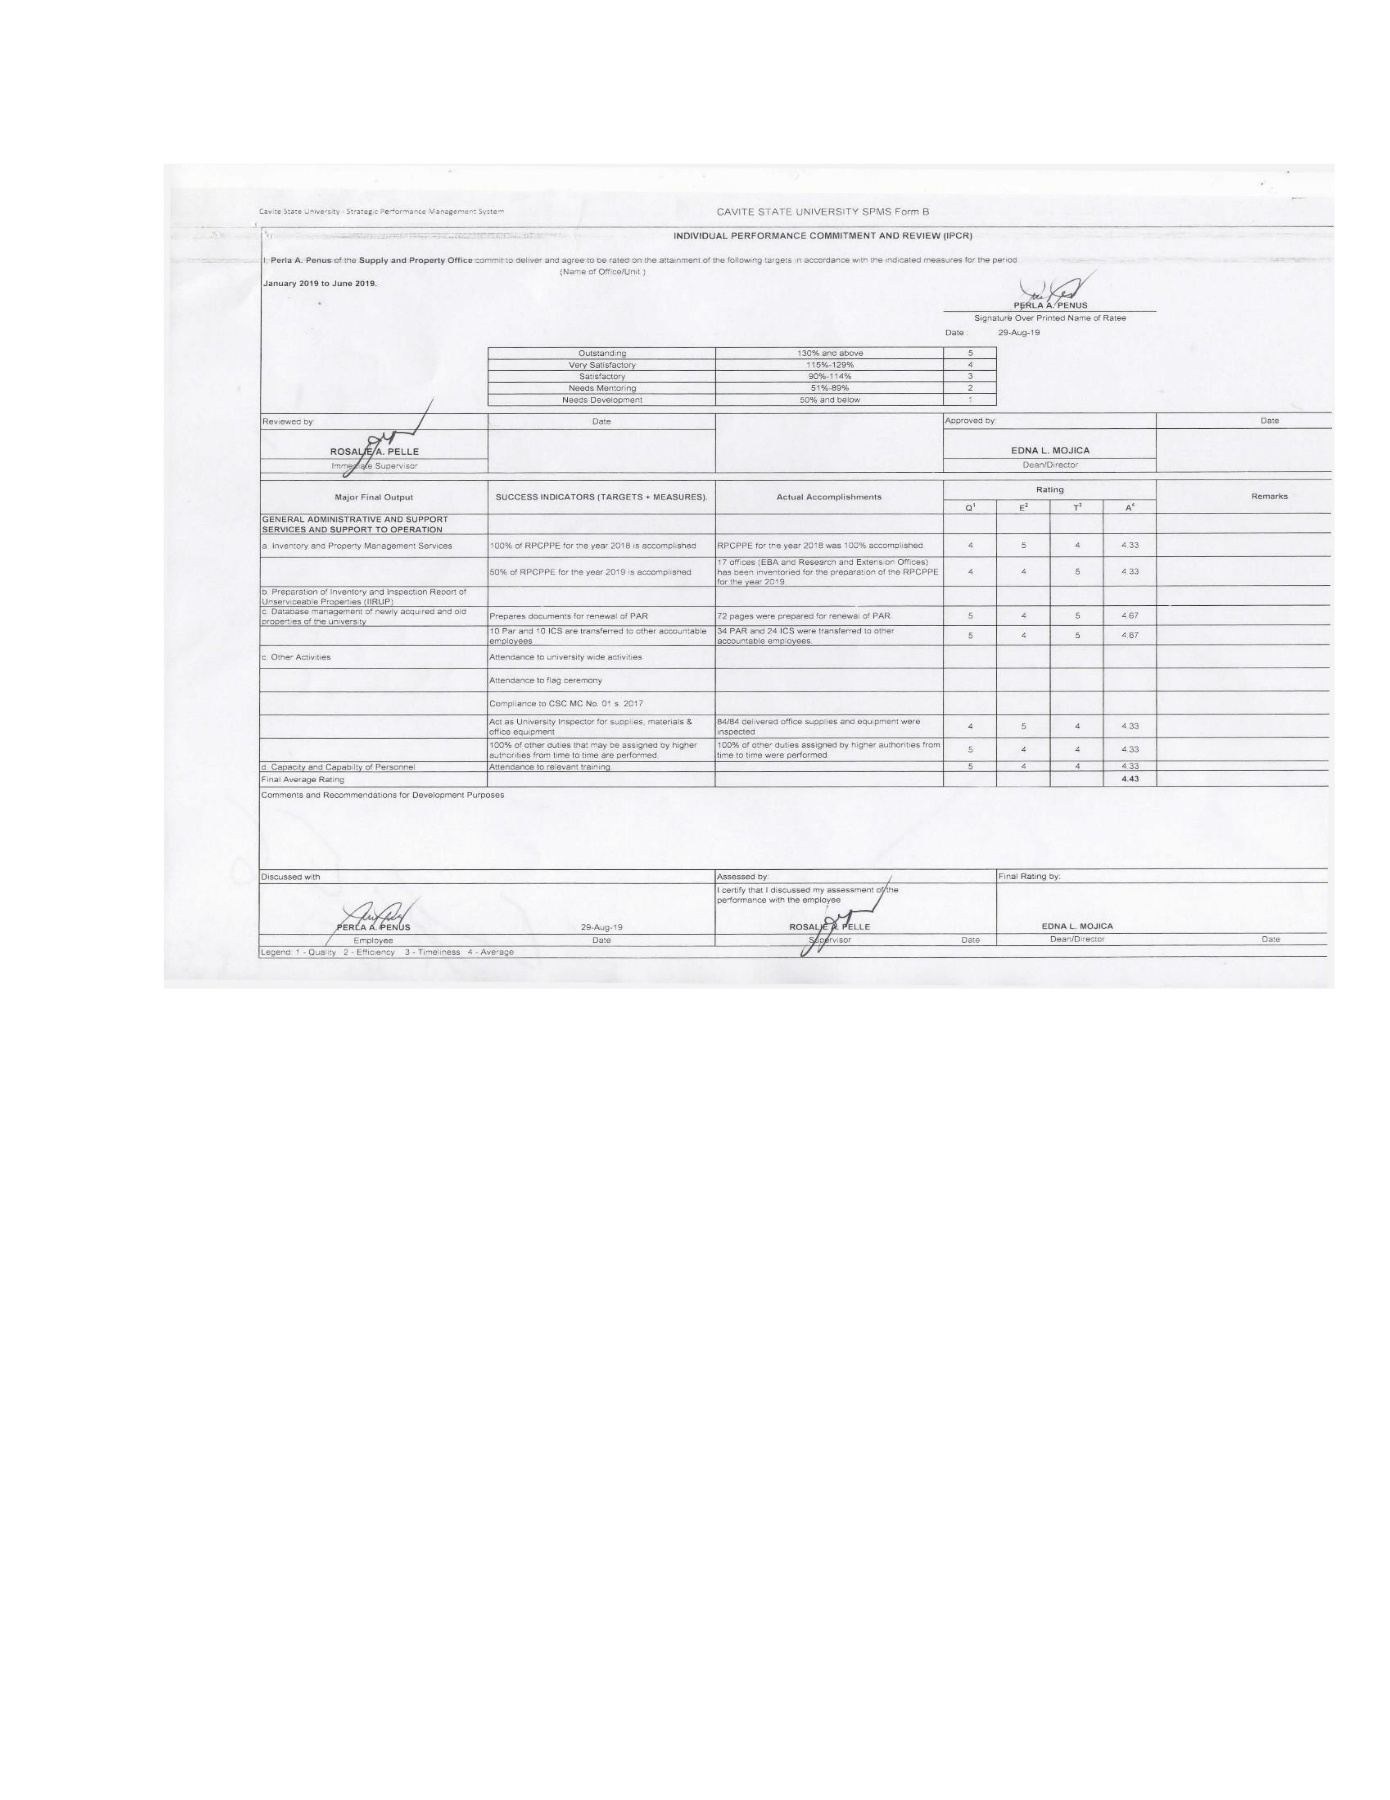 Cavite State University - Strategic Performance Management System
CAVITE STATE UNIVERSITY SPMS Form B
INDIVIDUAL PERFORMANCE COMMITMENT AND REVIEW (IPCR)
I, Perla A. Penus of the Supply and Property Office commit to deliver and agree to be rated on the attainment of the following targets in accordance with the indicated measures for the period
(Name of Office/Unit )
January 2019 to June 2019.
PERLA A. PENUS
Signature Over Printed Name of Ratee
Date 29-Aug-19
Outstanding 130% and above 5
Very Satisfactory 115%-129% 4
Satisfactory 90%-114% 3
Needs Mentoring 51%-89% 2
Needs Development 50% and below 1
Reviewed by: Date Approved by: Date
ROSALIE A. PELLE EDNA L. MOJICA
Immediate Supervisor Dean/Director
Major Final Output SUCCESS INDICATORS (TARGETS + MEASURES). Actual Accomplishments Rating Remarks
Q¹ E² T³ A⁴
GENERAL ADMINISTRATIVE AND SUPPORT
SERVICES AND SUPPORT TO OPERATION
a. Inventory and Property Management Services 100% of RPCPPE for the year 2018 is accomplished RPCPPE for the year 2018 was 100% accomplished. 4 5 4 4.33
50% of RPCPPE for the year 2019 is accomplished 17 offices (EBA and Research and Extension Offices)
has been inventoried for the preparation of the RPCPPE
for the year 2019. 4 4 5 4.33
b. Preparation of Inventory and Inspection Report of
Unserviceable Properties (IIRUP)
c. Database management of newly acquired and old
properties of the university Prepares documents for renewal of PAR 72 pages were prepared for renewal of PAR 5 4 5 4.67
10 Par and 10 ICS are transferred to other accountable
employees 34 PAR and 24 ICS were transferred to other
accountable employees. 5 4 5 4.67
c. Other Activities Attendance to university wide activities
Attendance to flag ceremony
Compliance to CSC MC No. 01 s. 2017
Act as University Inspector for supplies, materials &
office equipment 84/84 delivered office supplies and equipment were
inspected 4 5 4 4.33
100% of other duties that may be assigned by higher
authorities from time to time are performed 100% of other duties assigned by higher authorities from
time to time were performed 5 4 4 4.33
d. Capacity and Capabilty of Personnel Attendance to relevant training 5 4 4 4.33
Final Average Rating 4.43
Comments and Recommendations for Development Purposes
Discussed with Assessed by: Final Rating by:
I certify that I discussed my assessment of the
performance with the employee
PERLA A. PENUS 29-Aug-19 ROSALIE A. PELLE EDNA L. MOJICA
Employee Date Supervisor Date Dean/Director Date
Legend: 1 - Quality 2 - Efficiency 3 - Timeliness 4 - Average